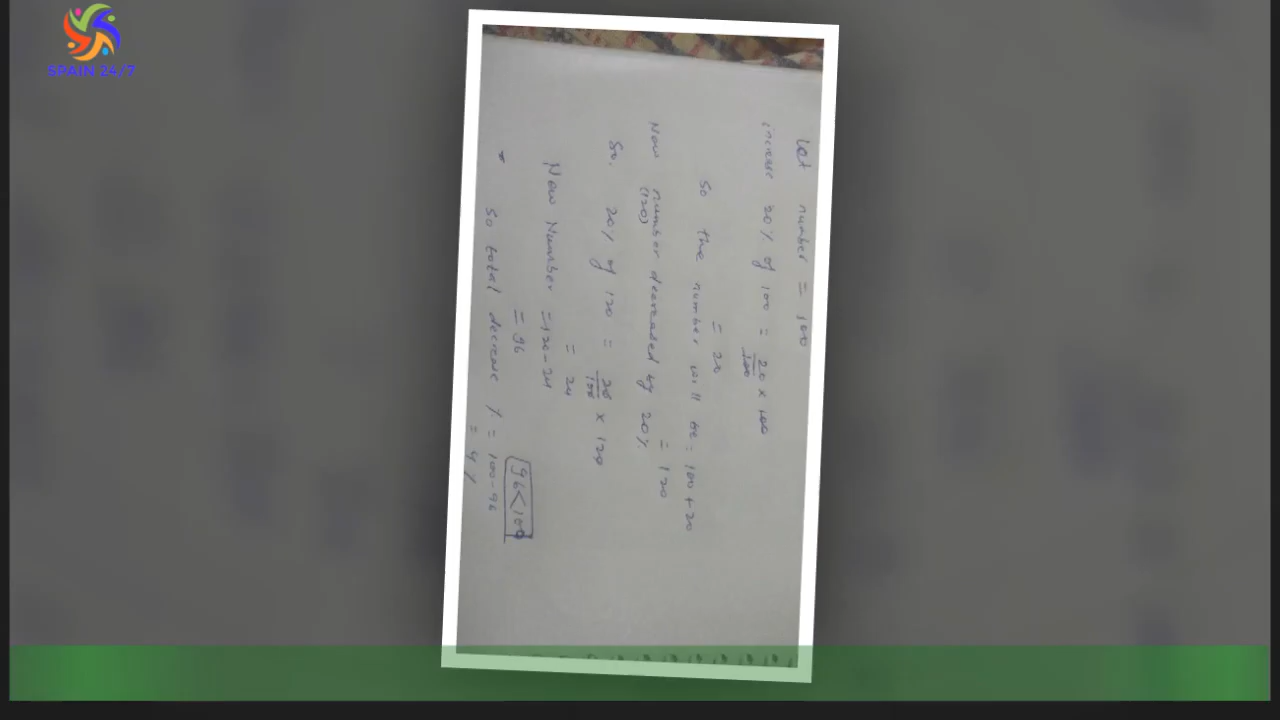 SPAIN 24/7
Let number = 100
increase 20% of 100 = 20/100 × 100
= 20
So the number will be = 100 + 20
= 120
Now number decreased by 20%
(120)
So. 20% of 120 = 20/100 × 120
= 24
New Number = 120 - 24
= 96
96 < 100
So total decrease % = 100 - 96
= 4%